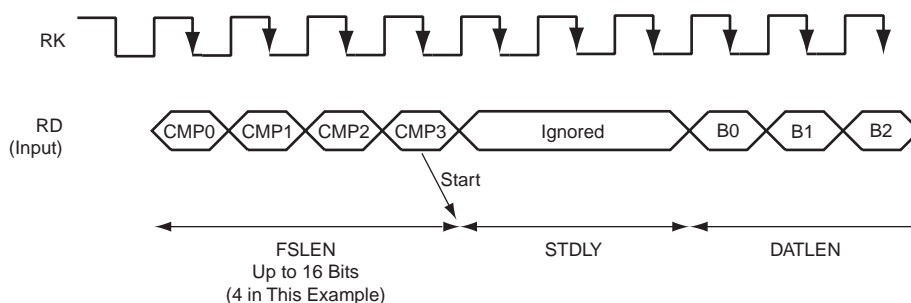 RK
RD
(Input)
CMP0 CMP1 CMP2 CMP3 Ignored B0 B1 B2
Start
FSLEN STDLY DATLEN
Up to 16 Bits
(4 in This Example)